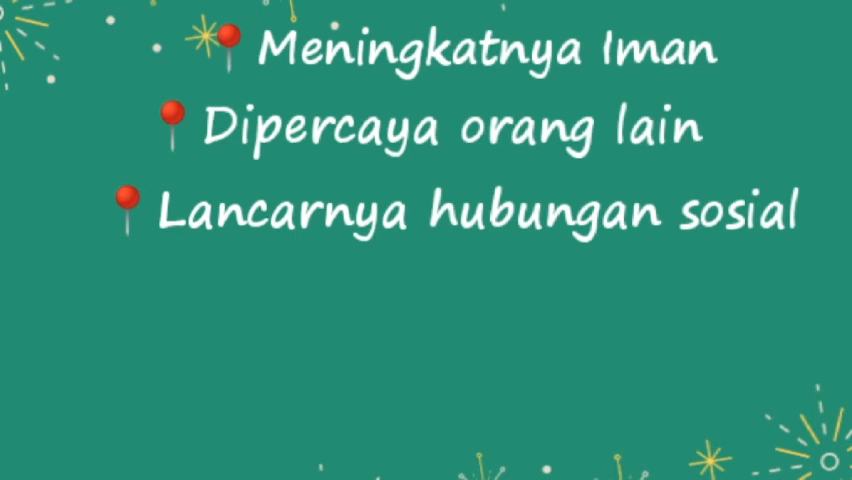 📍 Meningkatnya Iman
📍 Dipercaya orang lain
📍 Lancarnya hubungan sosial